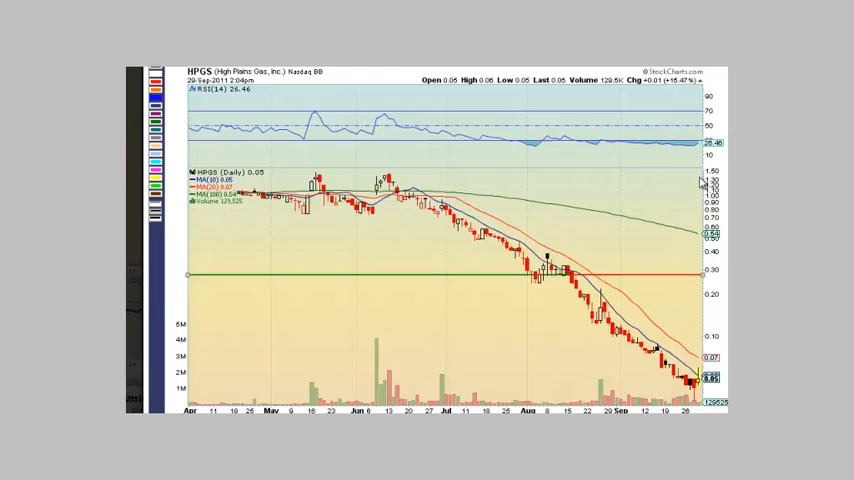 HPGS (High Plains Gas, Inc.) Nasdaq BB
© StockCharts.com
29-Sep-2011 2:04pm
Open 0.05 High 0.06 Low 0.05 Last 0.05 Volume 129.5K Chg +0.01 (+15.47%)
RSI(14) 26.46
90
70
50
30
26.46
10
HPGS (Daily) 0.05
MA(10) 0.05
MA(20) 0.07
MA(100) 0.54
Volume 129,525
1.50
1.30
1.00
0.90
0.80
0.70
0.60
0.54
0.50
0.40
0.30
0.20
0.10
0.07
0.05
5M
4M
3M
2M
1M
129525
Apr 11 18 25 May 9 16 23 Jun 6 13 20 27 Jul 11 18 25 Aug 8 15 22 29 Sep 12 19 26